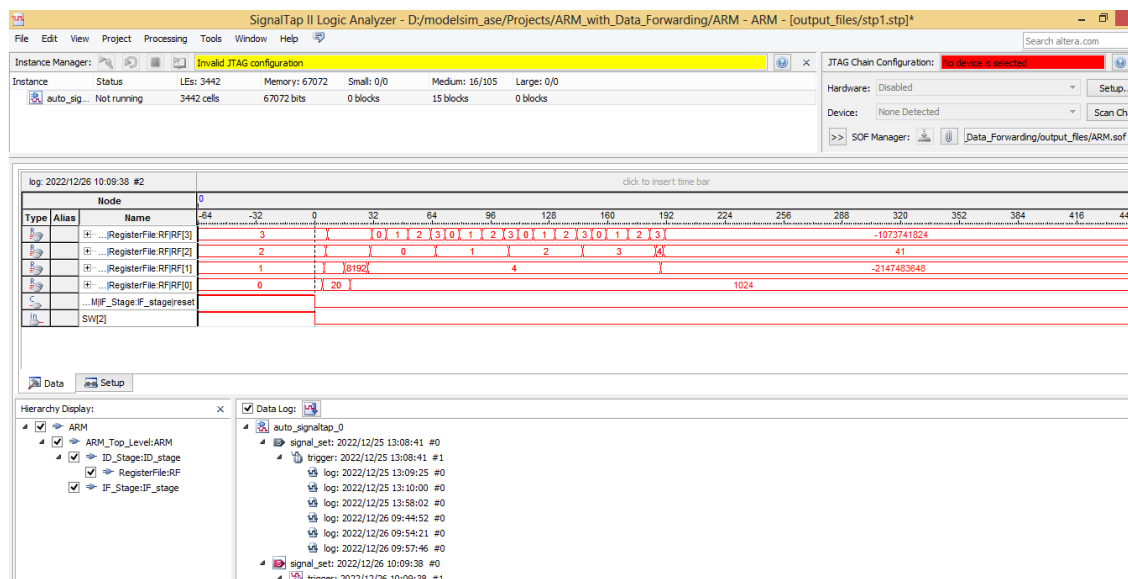 SignalTap II Logic Analyzer - D:/modelsim_ase/Projects/ARM_with_Data_Forwarding/ARM - ARM - [output_files/stp1.stp]*
File Edit View Project Processing Tools Window Help
Search altera.com
Instance Manager: Invalid JTAG configuration
Instance Status LEs: 3442 Memory: 67072 Small: 0/0 Medium: 16/105 Large: 0/0
auto_sig... Not running 3442 cells 67072 bits 0 blocks 15 blocks 0 blocks
JTAG Chain Configuration: No device is selected
Hardware: Disabled Setup..
Device: None Detected Scan Ch
>> SOF Manager: _Data_Forwarding/output_files/ARM.sof
log: 2022/12/26 10:09:38 #2 click to insert time bar
Node 0
Type Alias Name -64 -32 0 32 64 96 128 160 192 224 256 288 320 352 384 416 4
...|RegisterFile:RF|RF[3] 3 0 1 2 3 0 1 2 3 0 1 2 3 0 1 2 3 -1073741824
...|RegisterFile:RF|RF[2] 2 0 1 2 3 4 41
...|RegisterFile:RF|RF[1] 1 8192 4 -2147483648
...|RegisterFile:RF|RF[0] 0 20 1024
...M|IF_Stage:IF_stage|reset
SW[2]
Data Setup
Hierarchy Display:
ARM
ARM_Top_Level:ARM
ID_Stage:ID_stage
RegisterFile:RF
IF_Stage:IF_stage
Data Log:
auto_signaltap_0
signal_set: 2022/12/25 13:08:41 #0
trigger: 2022/12/25 13:08:41 #1
log: 2022/12/25 13:09:25 #0
log: 2022/12/25 13:10:00 #0
log: 2022/12/25 13:58:02 #0
log: 2022/12/26 09:44:52 #0
log: 2022/12/26 09:54:21 #0
log: 2022/12/26 09:57:46 #0
signal_set: 2022/12/26 10:09:38 #0
trigger: 2022/12/26 10:09:38 #1